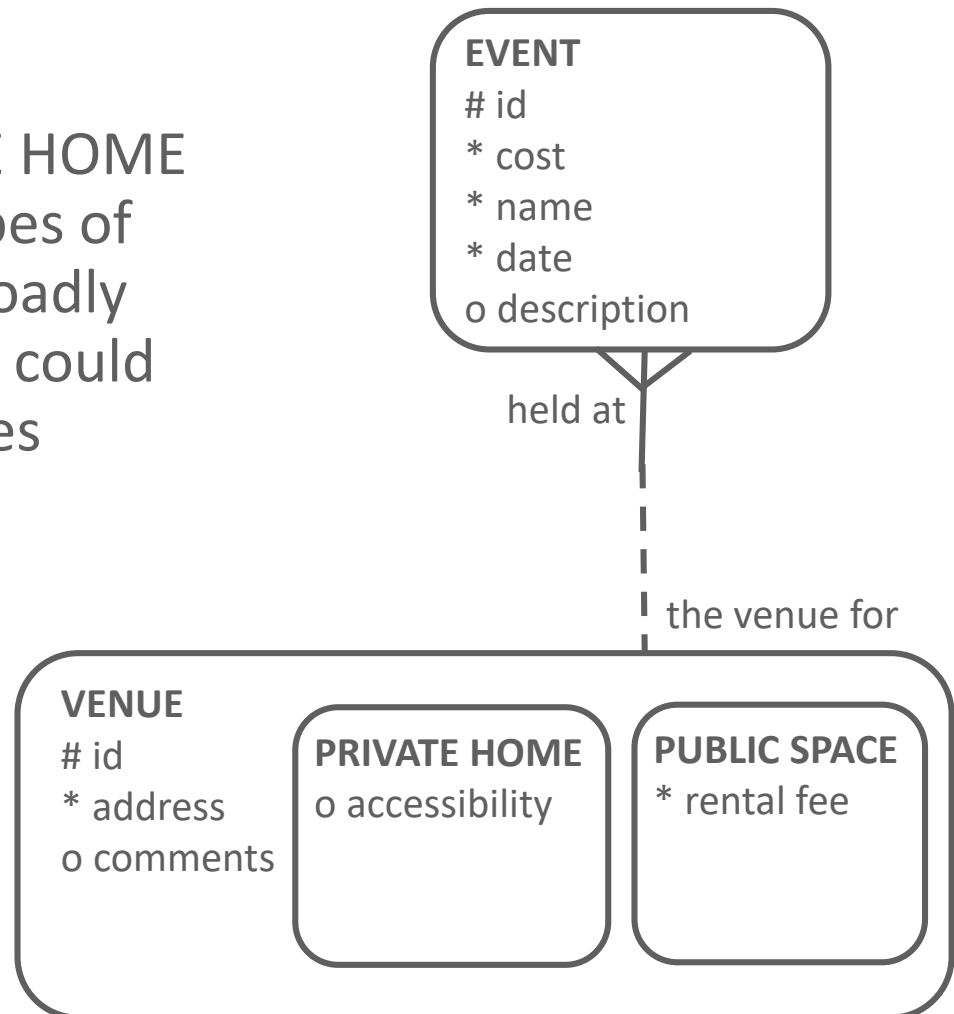 E HOME
pes of
oadly
could
es
EVENT
# id
* cost
* name
* date
o description
held at
the venue for
VENUE
# id
* address
o comments
PRIVATE HOME
o accessibility
PUBLIC SPACE
* rental fee